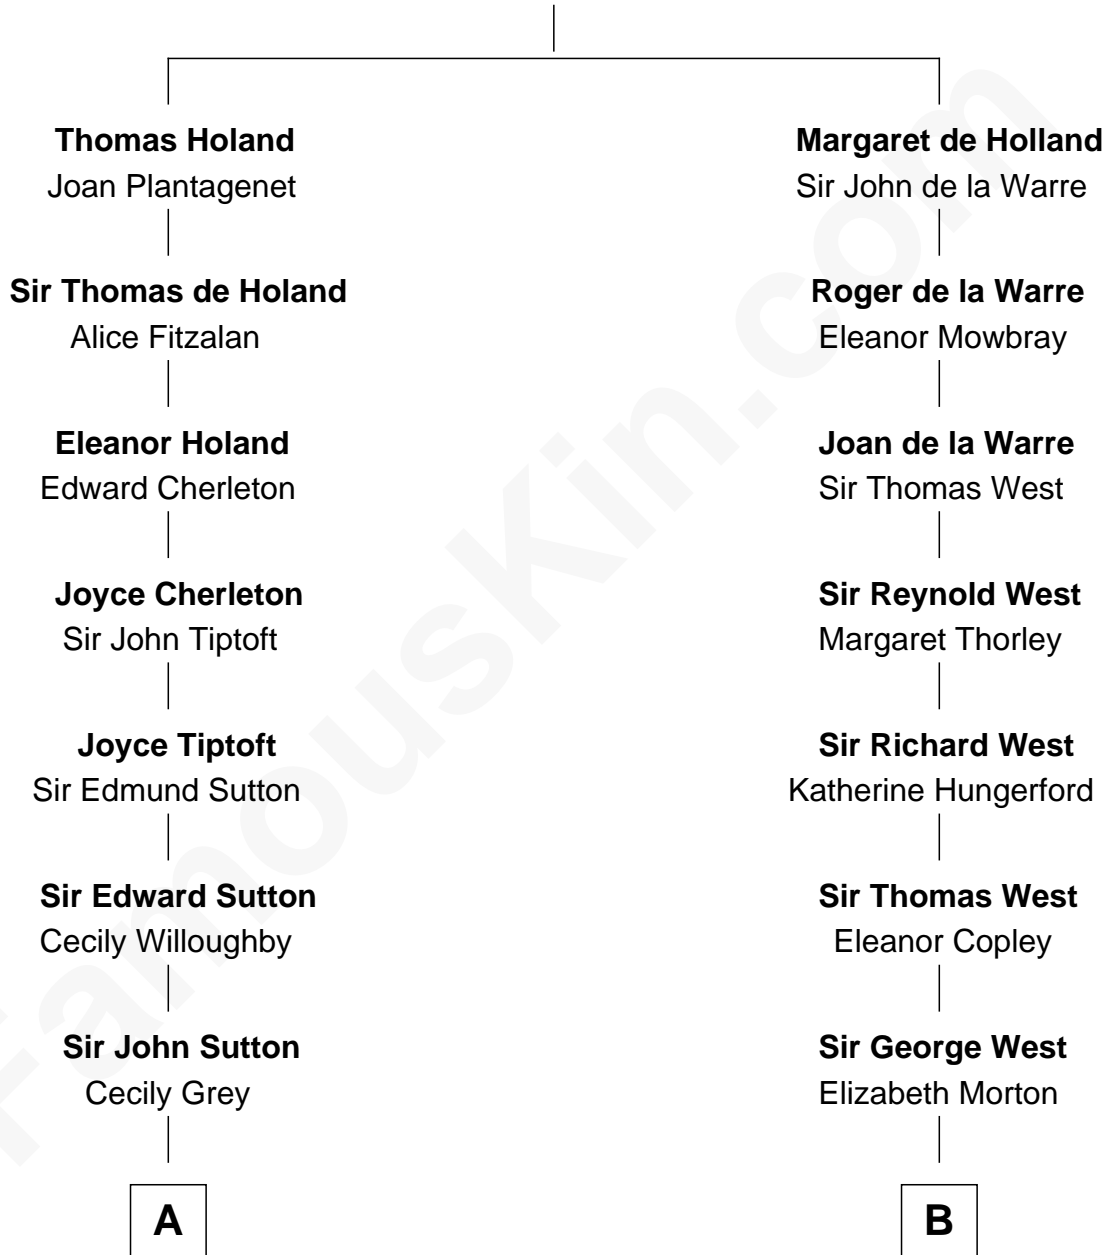 Thomas Holand
Joan Plantagenet
Sir Thomas de Holand
Alice Fitzalan
Eleanor Holand
Edward Cherleton
Joyce Cherleton
Sir John Tiptoft
Joyce Tiptoft
Sir Edmund Sutton
Sir Edward Sutton
Cecily Willoughby
Sir John Sutton
Cecily Grey
A
Margaret de Holland
Sir John de la Warre
Roger de la Warre
Eleanor Mowbray
Joan de la Warre
Sir Thomas West
Sir Reynold West
Margaret Thorley
Sir Richard West
Katherine Hungerford
Sir Thomas West
Eleanor Copley
Sir George West
Elizabeth Morton
B
FamousKin.com